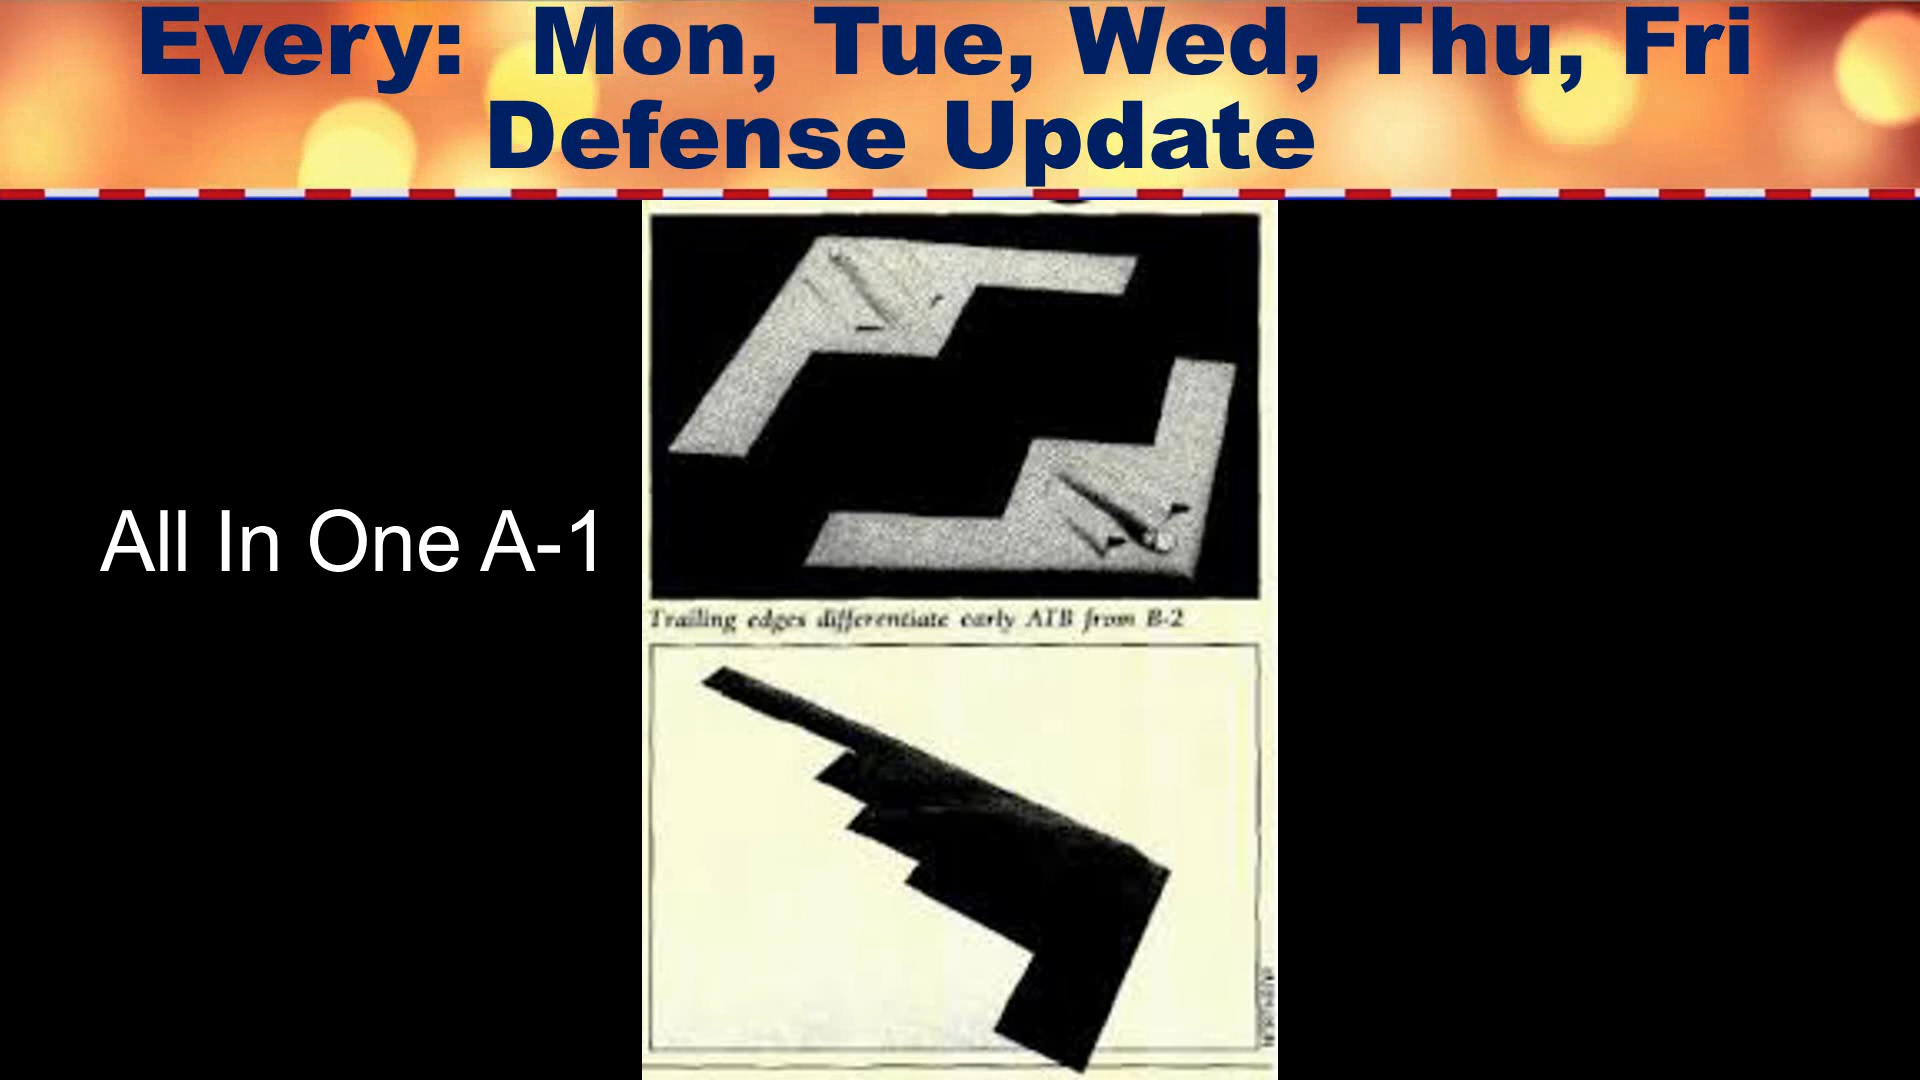 Every: Mon, Tue, Wed, Thu, Fri
Defense Update
All In One A-1
Trailing edges differentiate early ATB from B-2